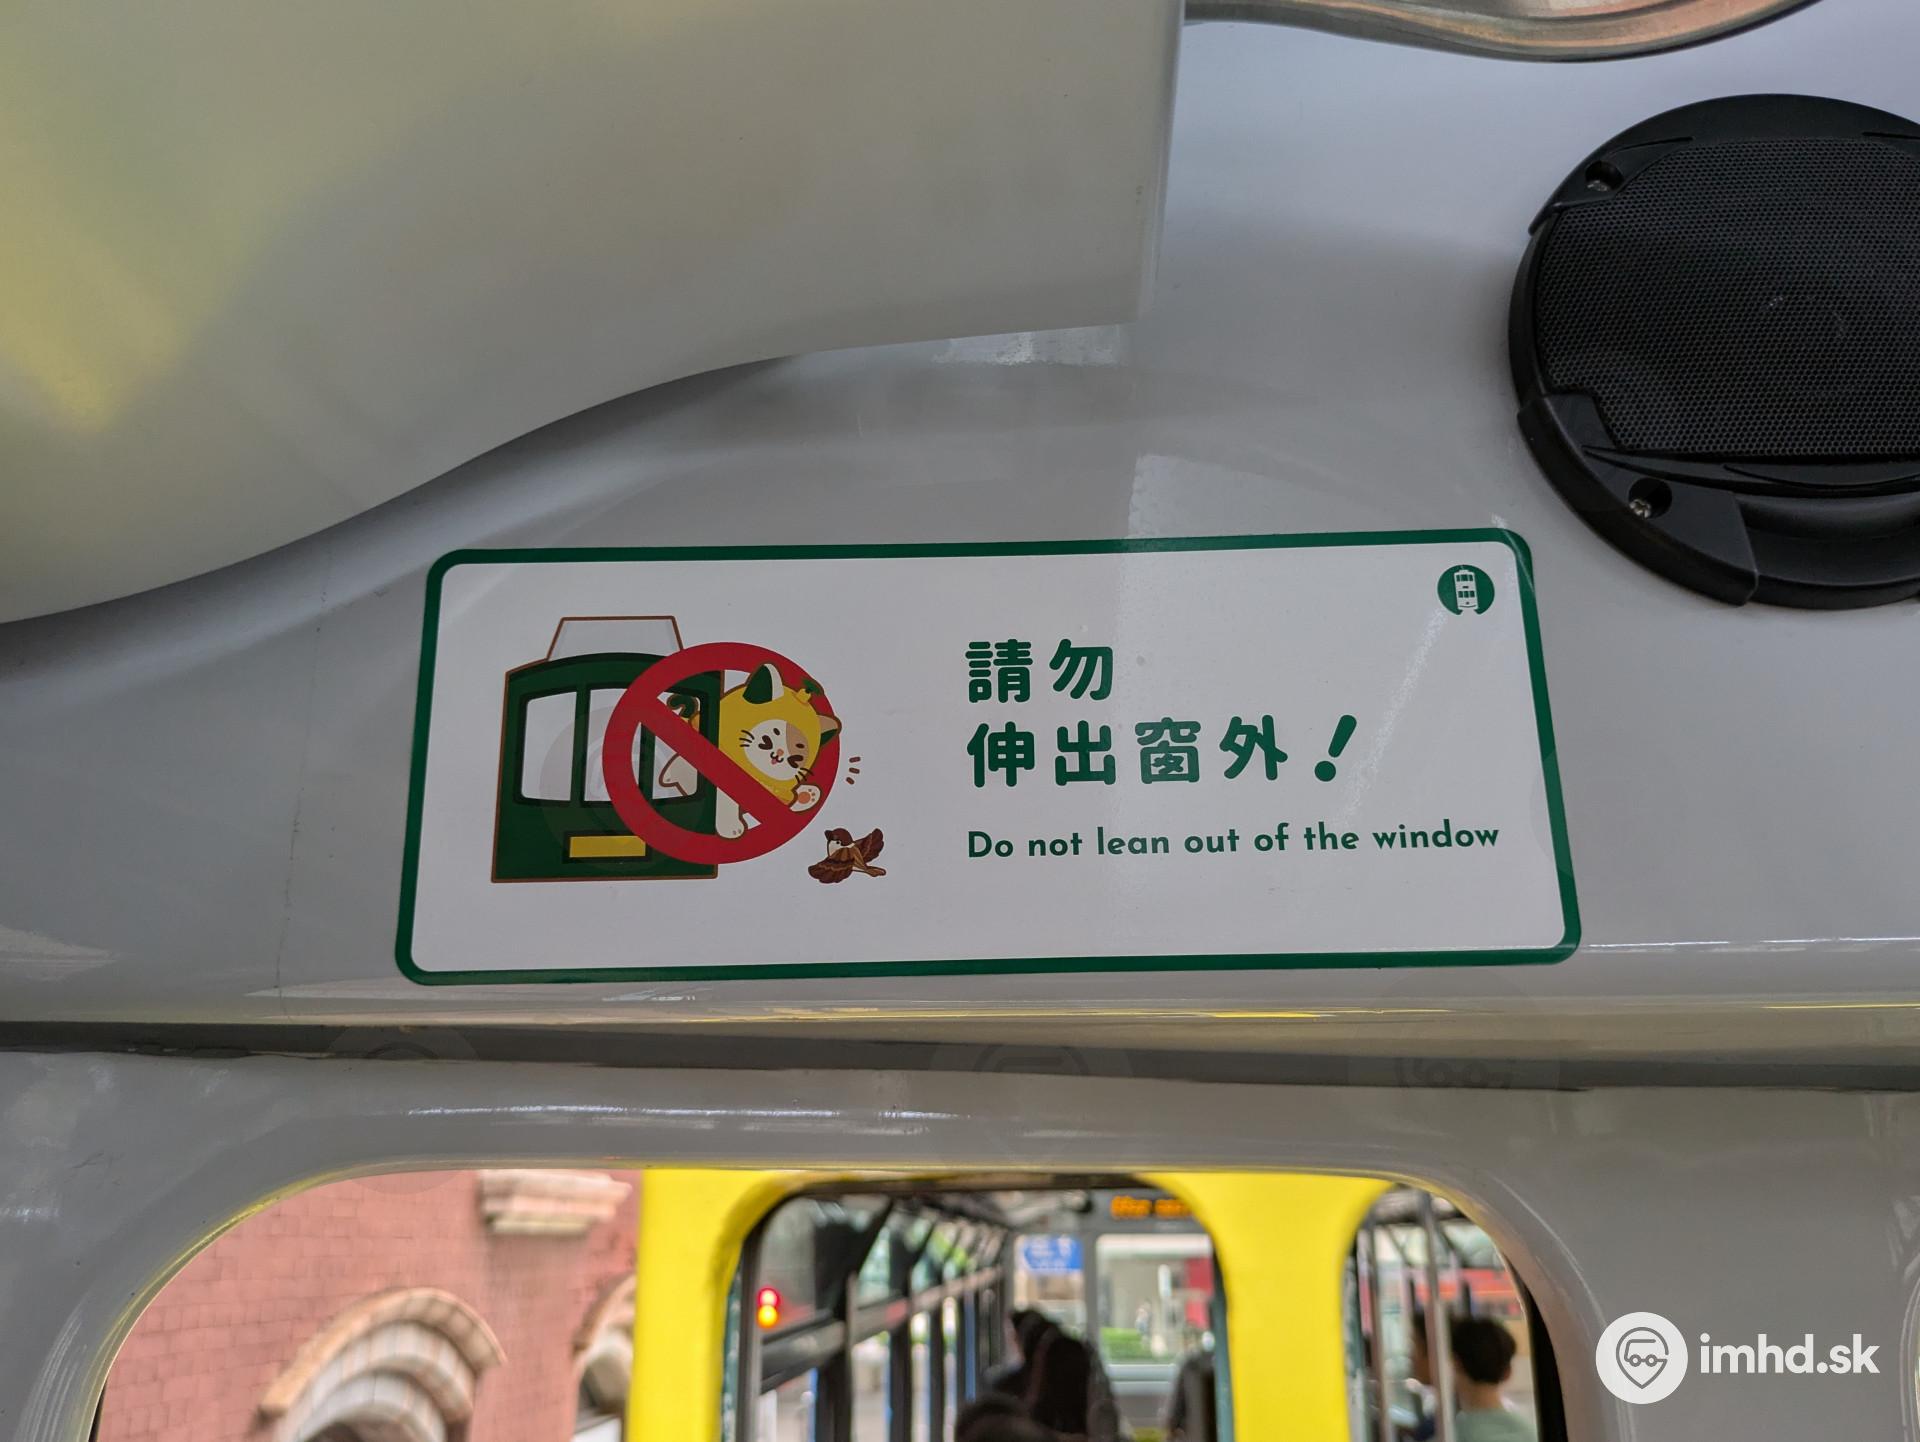 請勿
伸出窗外！
Do not lean out of the window
imhd.sk